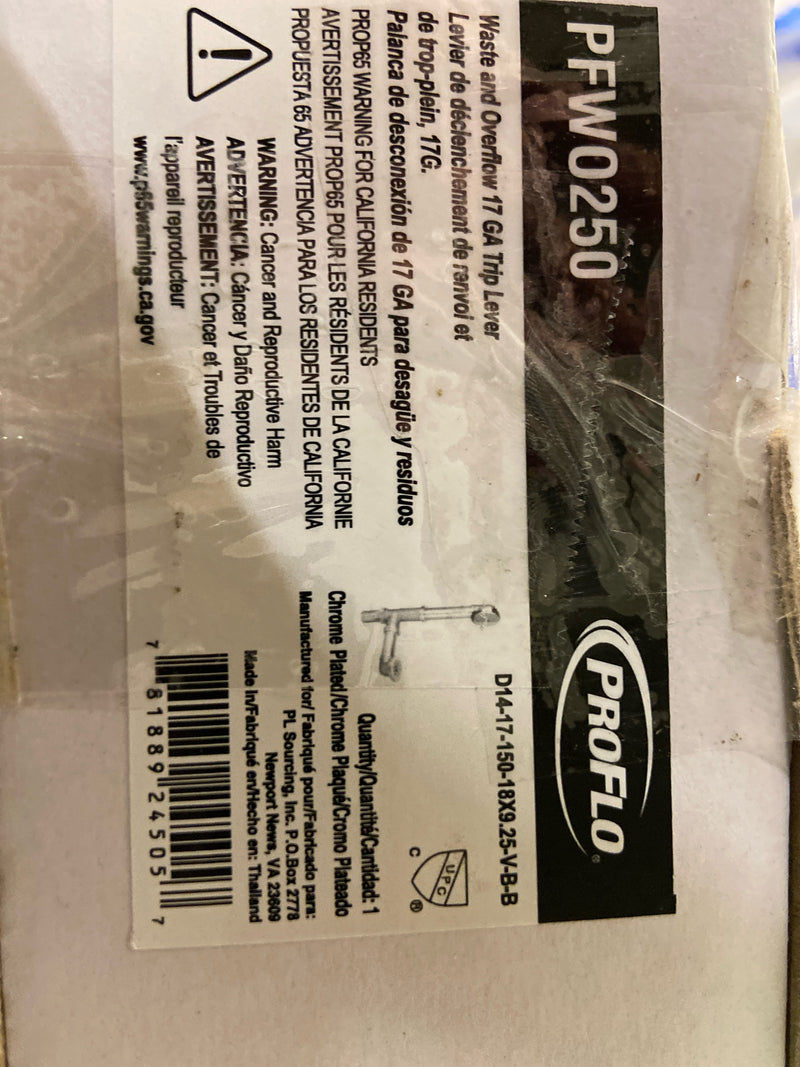 PFWO250
PROFLO®
Waste and Overflow 17 GA Trip Lever
Levier de déclenchement de renvoi et
de trop-plein, 17G.
Palanca de desconexión de 17 GA para desagüe y residuos
PROP65 WARNING FOR CALIFORNIA RESIDENTS
AVERTISSEMENT PROP65 POUR LES RÉSIDENTS DE LA CALIFORNIE
PROPUESTA 65 ADVERTENCIA PARA LOS RESIDENTES DE CALIFORNIA
WARNING: Cancer and Reproductive Harm
ADVERTENCIA: Cáncer y Daño Reproductivo
AVERTISSEMENT: Cancer et Troubles de
l'appareil reproducteur
www.p65warnings.ca.gov
D14-17-150-18X9.25-V-B-B
UPC
C ®
Quantity/Quantité/Cantidad: 1
Chrome Plated/Chrome Plaqué/Cromo Plateado
Manufactured for/ Fabriqué pour/Fabricado para:
PL Sourcing, Inc. P.O.Box 2778
Newport News, VA 23609
Made In/Fabriqué en/Hecho en: Thailand
7 81889 24505 7